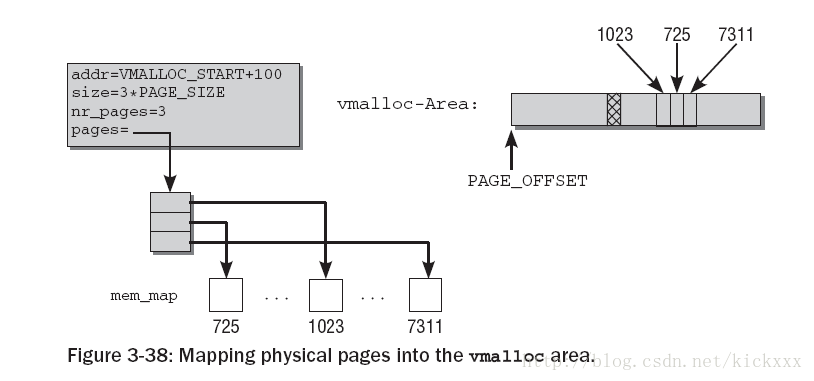 1023 725 7311
addr=VMALLOC_START+100
size=3*PAGE_SIZE
nr_pages=3
pages=
vmalloc-Area:
PAGE_OFFSET
mem_map
... ...
725 1023 7311
Figure 3-38: Mapping physical pages into the vmalloc area.
http://blog.csdn.net/kickxxx